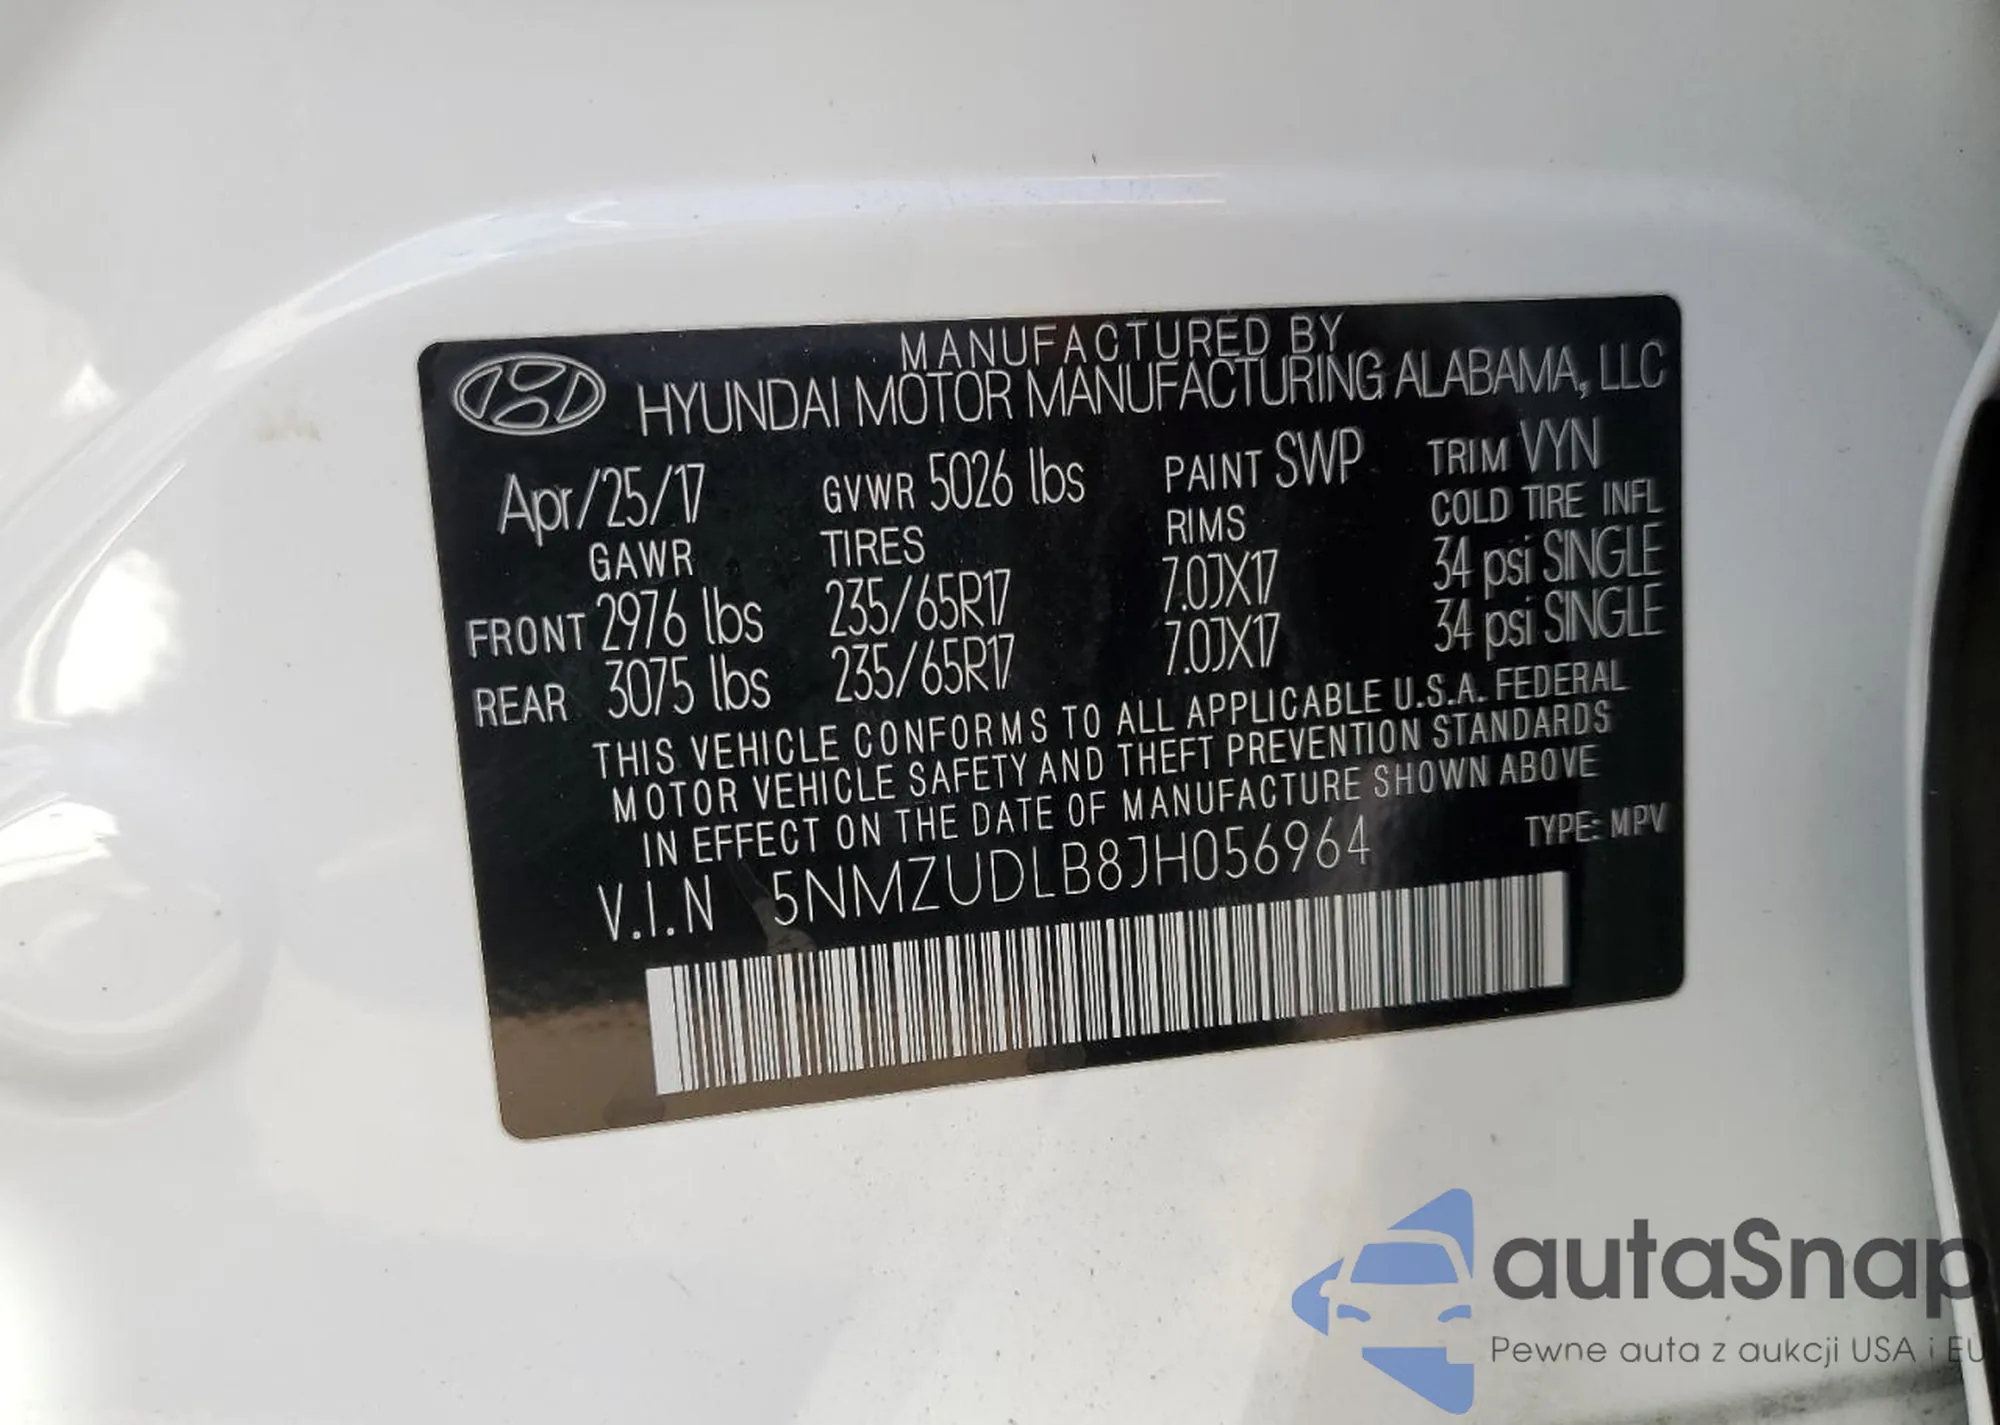 MANUFACTURED BY
HYUNDAI MOTOR MANUFACTURING ALABAMA, LLC
Apr/25/17 GVWR 5026 lbs PAINT SWP TRIM VYN
GAWR TIRES RIMS COLD TIRE INFL
FRONT 2976 lbs 235/65R17 7.0JX17 34 psi SINGLE
REAR 3075 lbs 235/65R17 7.0JX17 34 psi SINGLE
THIS VEHICLE CONFORMS TO ALL APPLICABLE U.S.A. FEDERAL
MOTOR VEHICLE SAFETY AND THEFT PREVENTION STANDARDS
IN EFFECT ON THE DATE OF MANUFACTURE SHOWN ABOVE
V.I.N 5NMZUDLB8JH056964 TYPE: MPV
autaSnap
Pewne auta z aukcji USA i EU